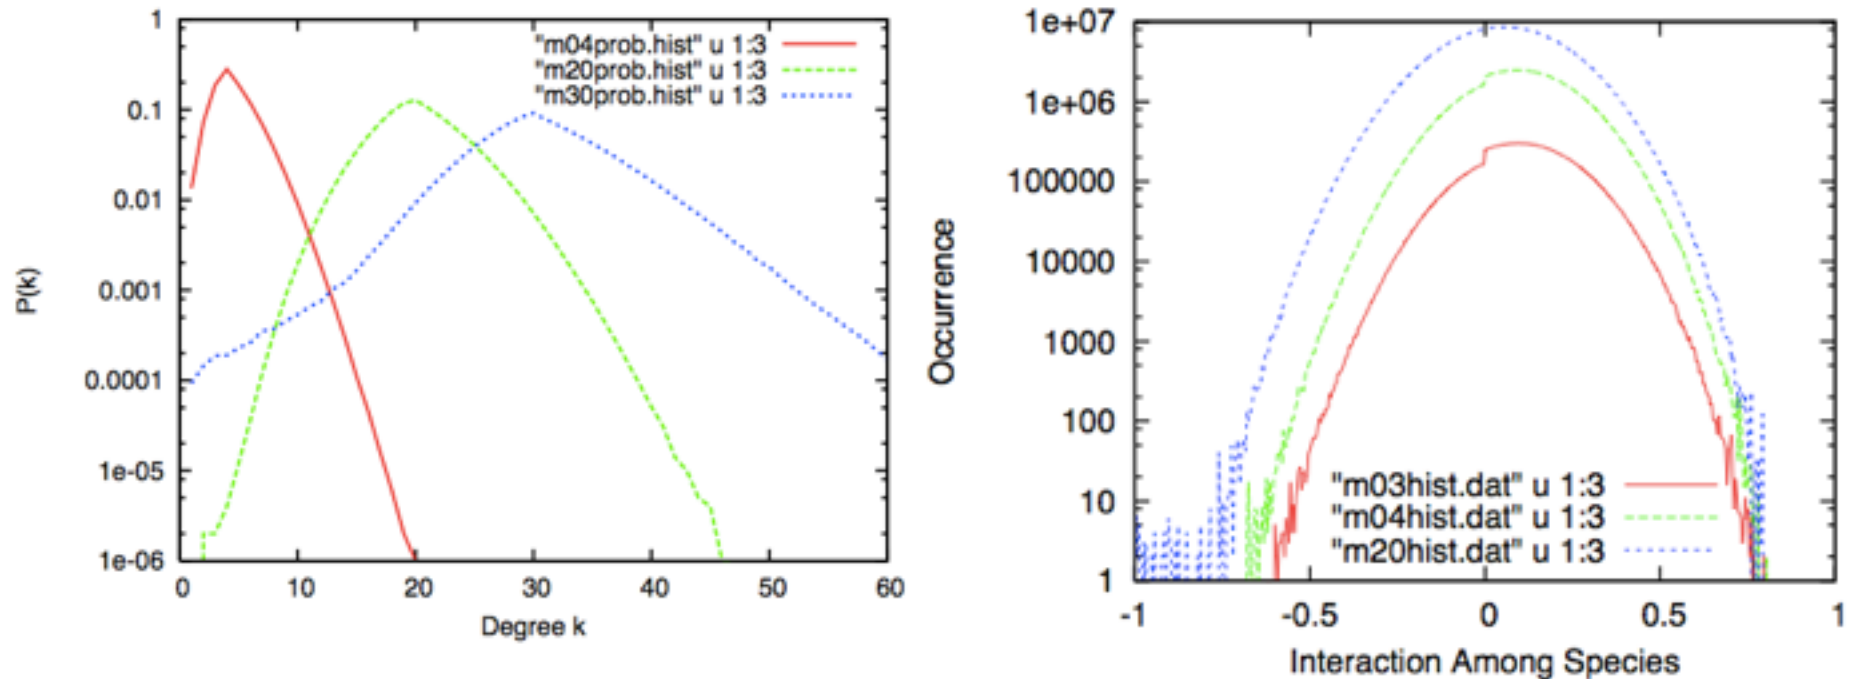 1
0.1
0.01
0.001
0.0001
1e-05
1e-06
P(k)
"m04prob.hist" u 1:3
"m20prob.hist" u 1:3
"m30prob.hist" u 1:3
0 10 20 30 40 50 60
Degree k
1e+07
1e+06
100000
10000
1000
100
10
1
Occurrence
"m03hist.dat" u 1:3
"m04hist.dat" u 1:3
"m20hist.dat" u 1:3
-1 -0.5 0 0.5 1
Interaction Among Species